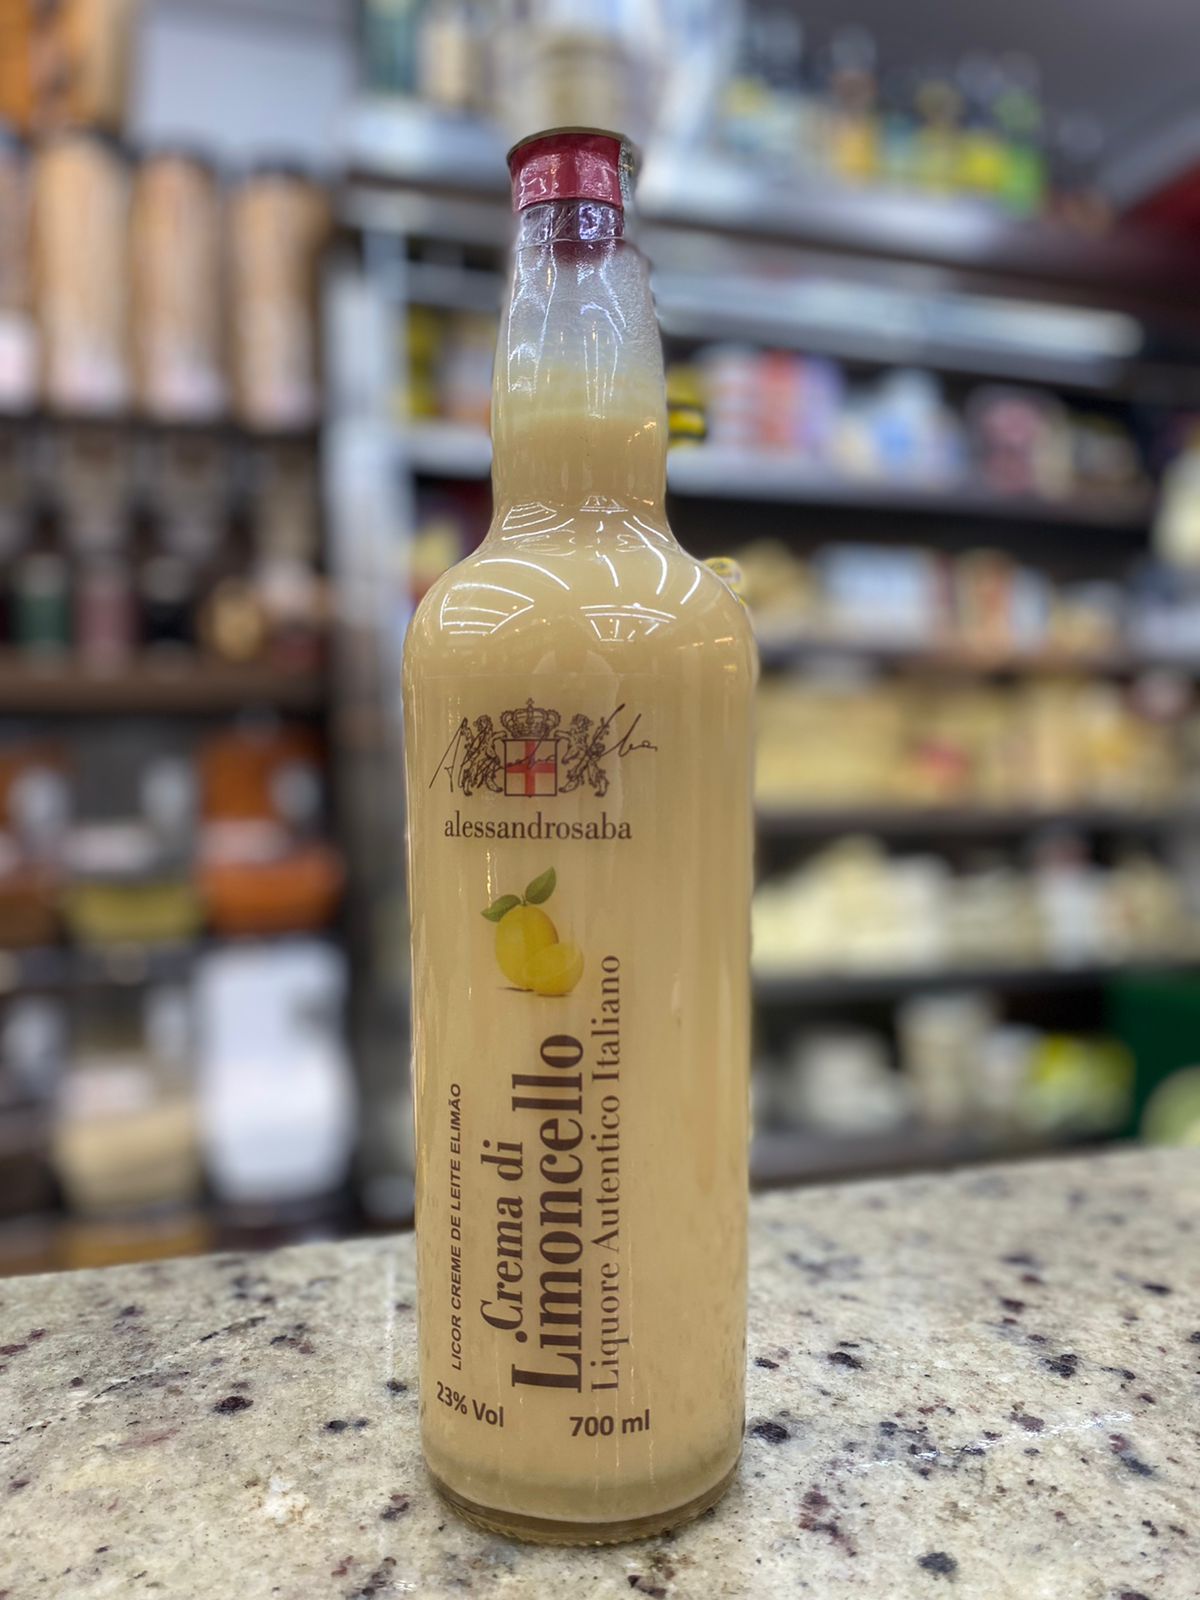 alessandrosaba
LICOR CREME DE LEITE ELIMÃO
Crema di
Limoncello
Liquore Autentico Italiano
23% Vol
700 ml